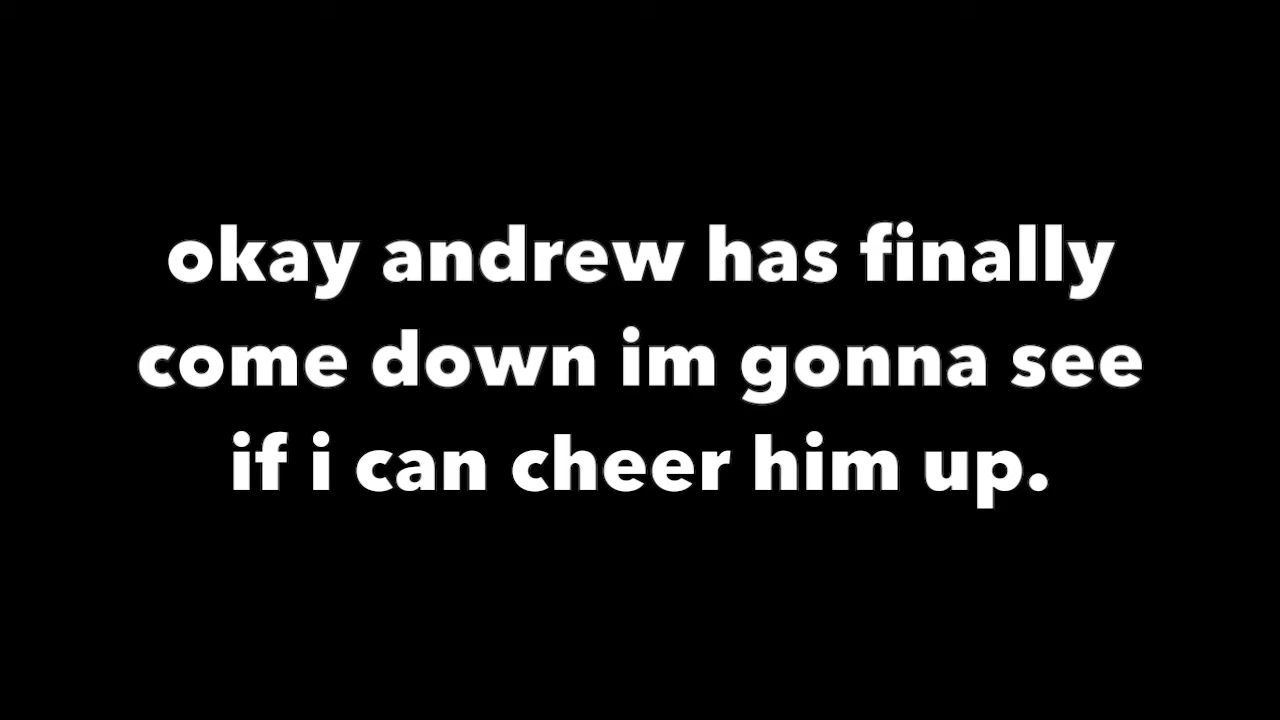 okay andrew has finally
come down im gonna see
if i can cheer him up.